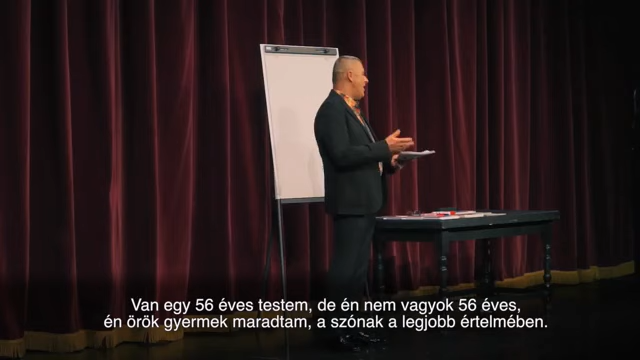 Van egy 56 éves testem, de én nem vagyok 56 éves,
én örök gyermek maradtam, a szónak a legjobb értelmében.